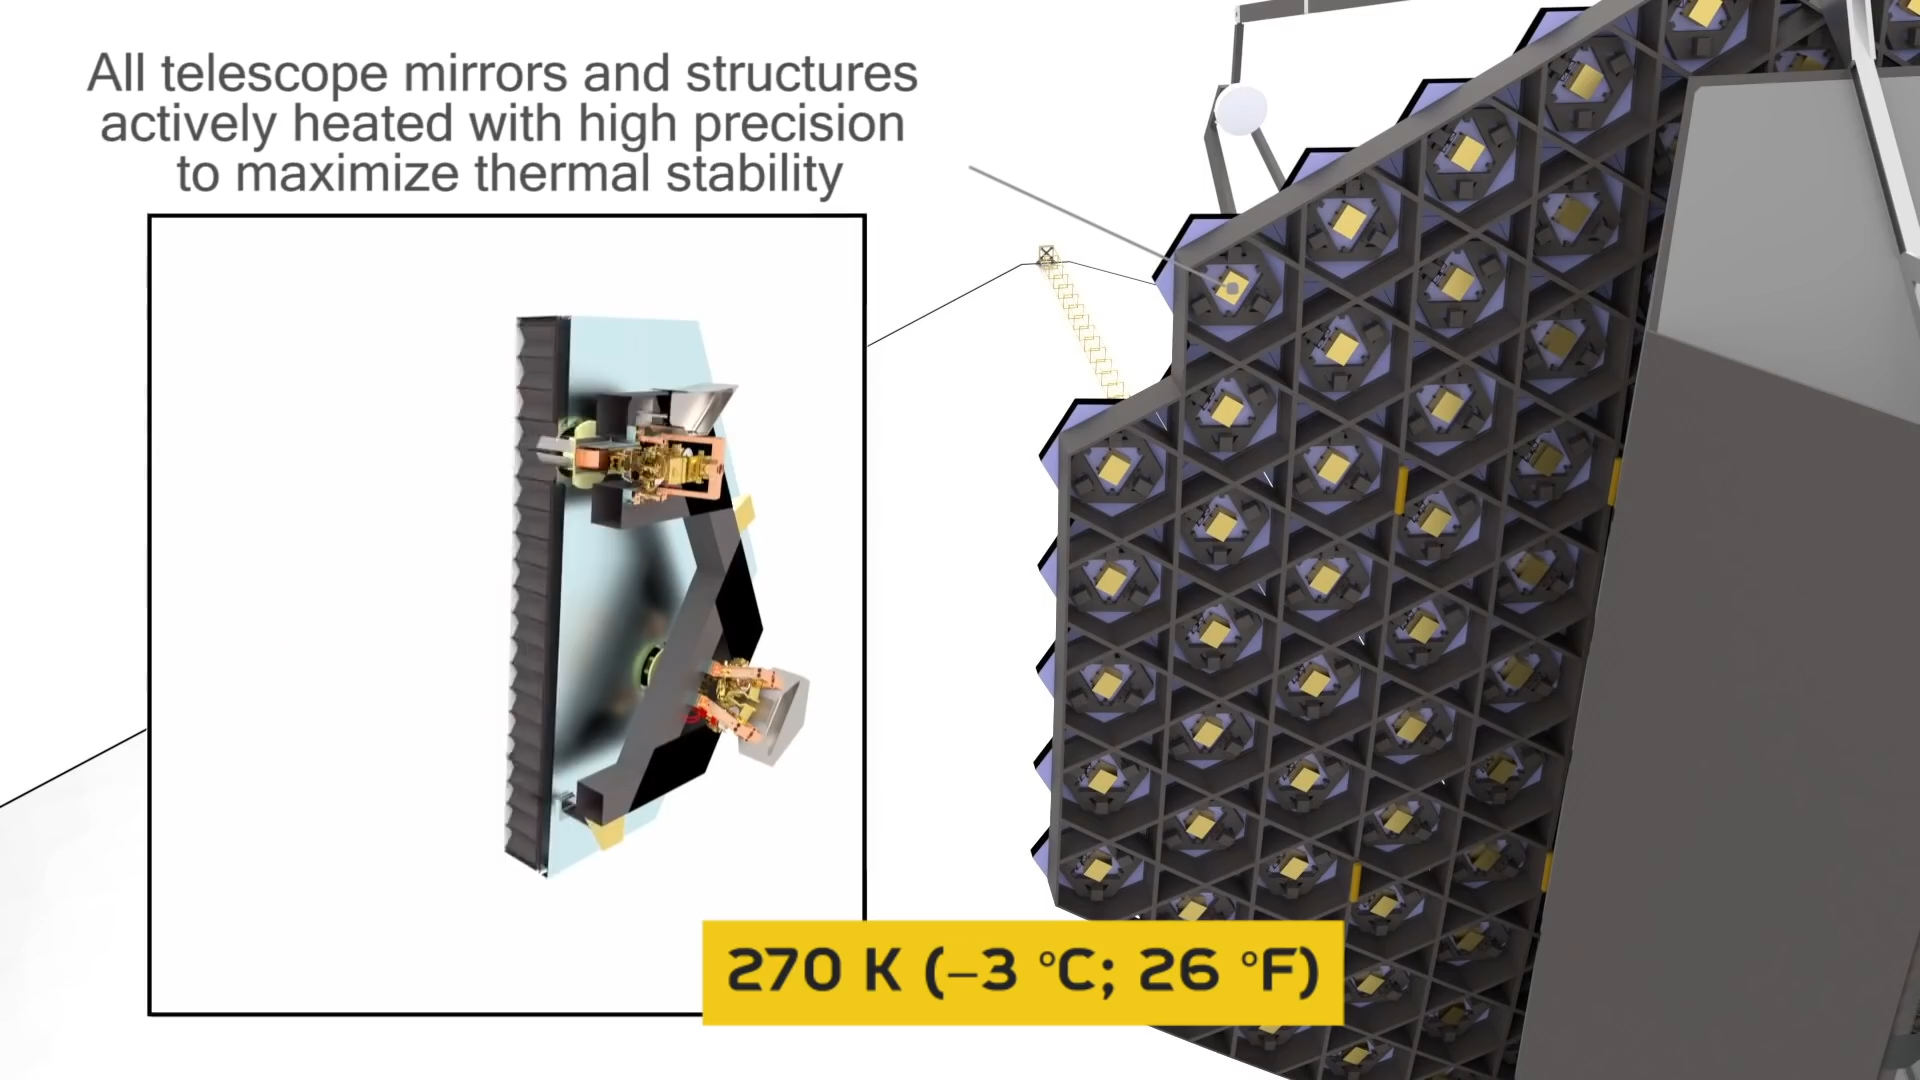 All telescope mirrors and structures
actively heated with high precision
to maximize thermal stability
270 K (–3 °C; 26 °F)